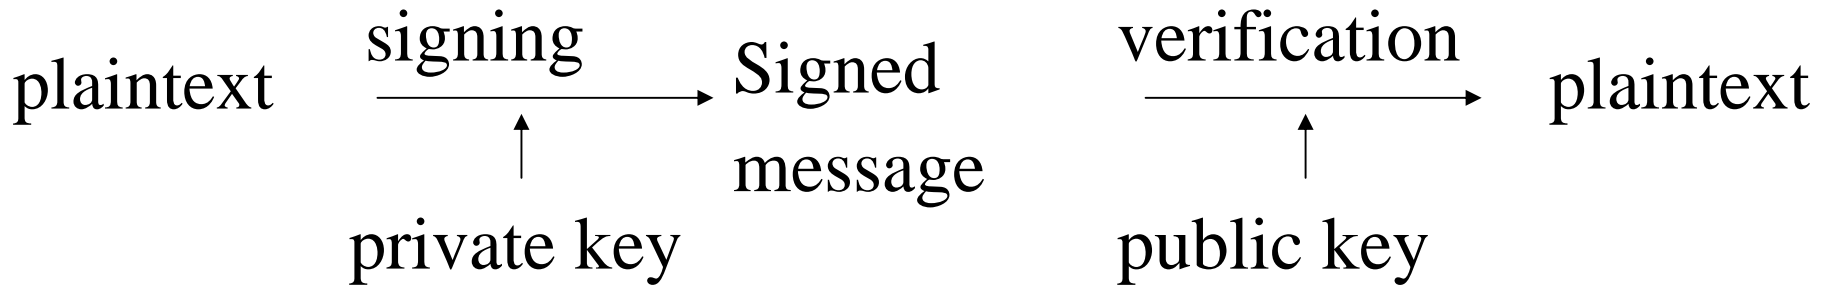 plaintext
signing
private key
Signed
message
verification
public key
plaintext